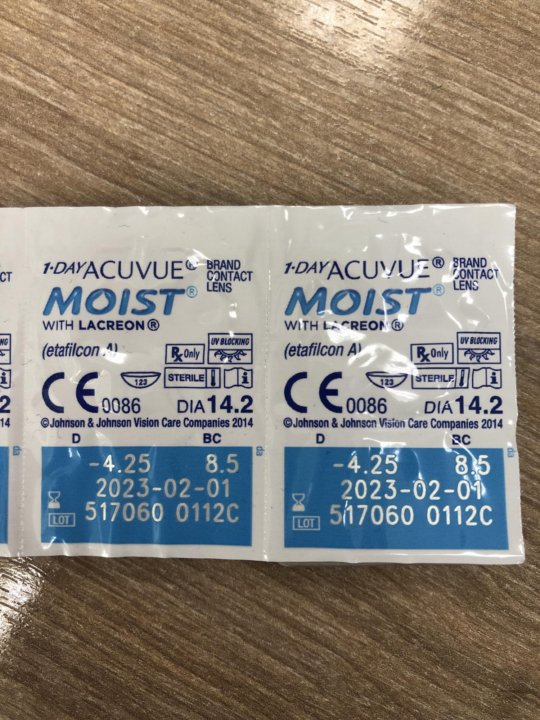 CT
1·DAY ACUVUE® BRAND
CONTACT
LENS
MOIST®
WITH LACREON®
(etafilcon A)
Rx Only
UV BLOCKING
123
STERILE
i
CE 0086
DIA 14.2
©Johnson & Johnson Vision Care Companies 2014
D BC
-4.25 8.5
2023-02-01
LOT 517060 0112C
1·DAY ACUVUE® BRAND
CONTACT
LENS
MOIST®
WITH LACREON®
(etafilcon A)
Rx Only
UV BLOCKING
123
STERILE
i
CE 0086
DIA 14.2
©Johnson & Johnson Vision Care Companies 2014
D BC
-4.25 8.5
2023-02-01
LOT 517060 0112C